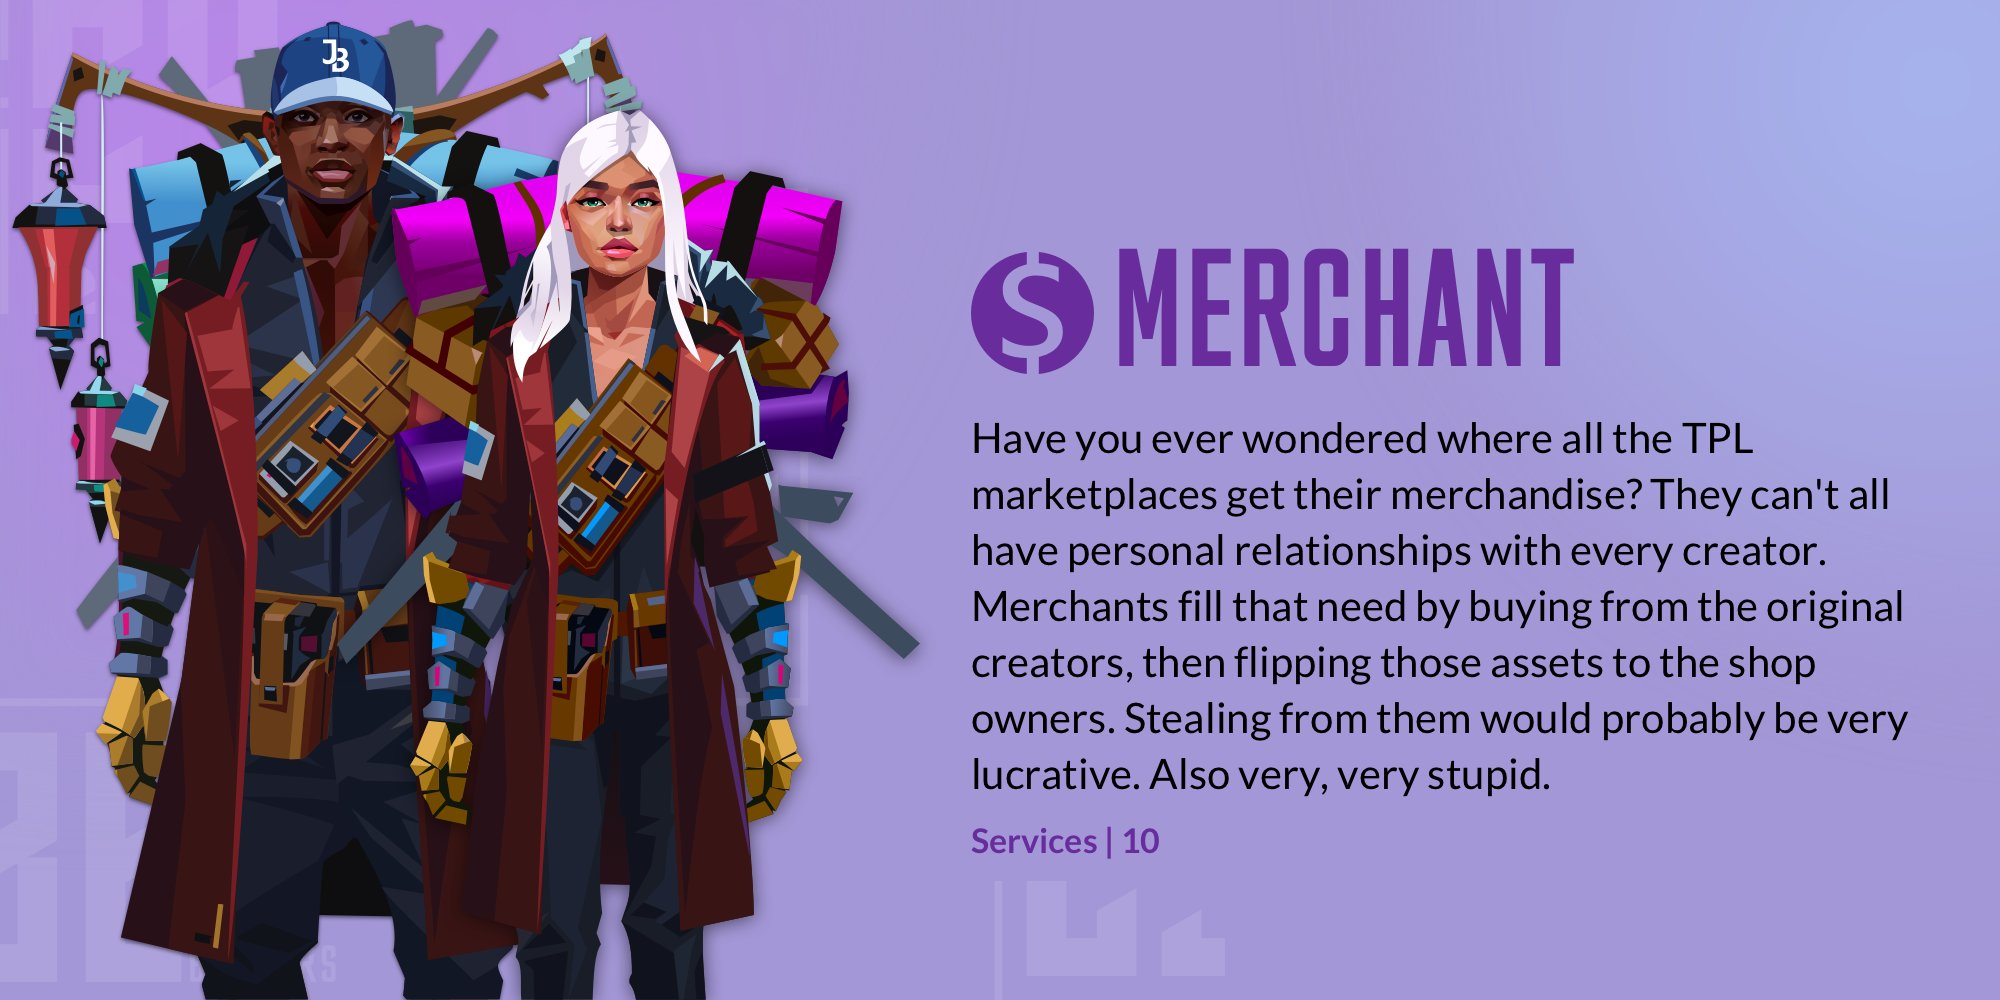 JB
$ MERCHANT
Have you ever wondered where all the TPL
marketplaces get their merchandise? They can't all
have personal relationships with every creator.
Merchants fill that need by buying from the original
creators, then flipping those assets to the shop
owners. Stealing from them would probably be very
lucrative. Also very, very stupid.
Services | 10